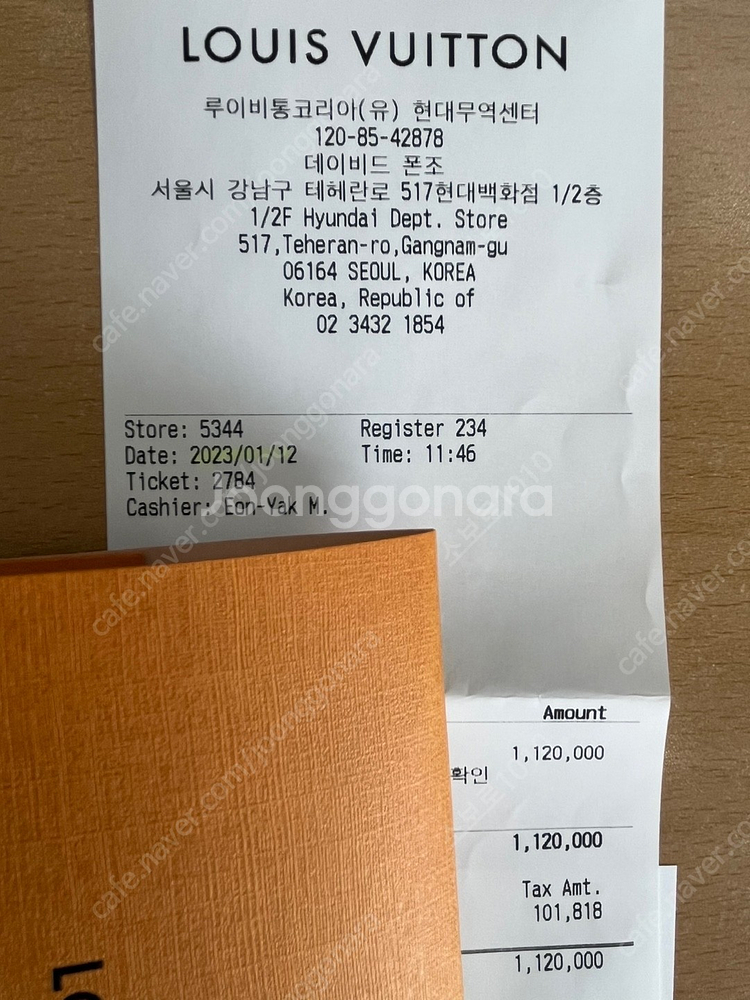 LOUIS VUITTON
루이비통코리아(유) 현대무역센터
120-85-42878
데이비드 폰조
서울시 강남구 테헤란로 517현대백화점 1/2층
1/2F Hyundai Dept. Store
517,Teheran-ro,Gangnam-gu
06164 SEOUL, KOREA
Korea, Republic of
02 3432 1854
Store: 5344 Register 234
Date: 2023/01/12 Time: 11:46
Ticket: 2784
Cashier: Eon-Yak M.
joonggonara
Amount
1,120,000
확인
1,120,000
Tax Amt.
101,818
1,120,000
cafe.naver.com/joonggonara